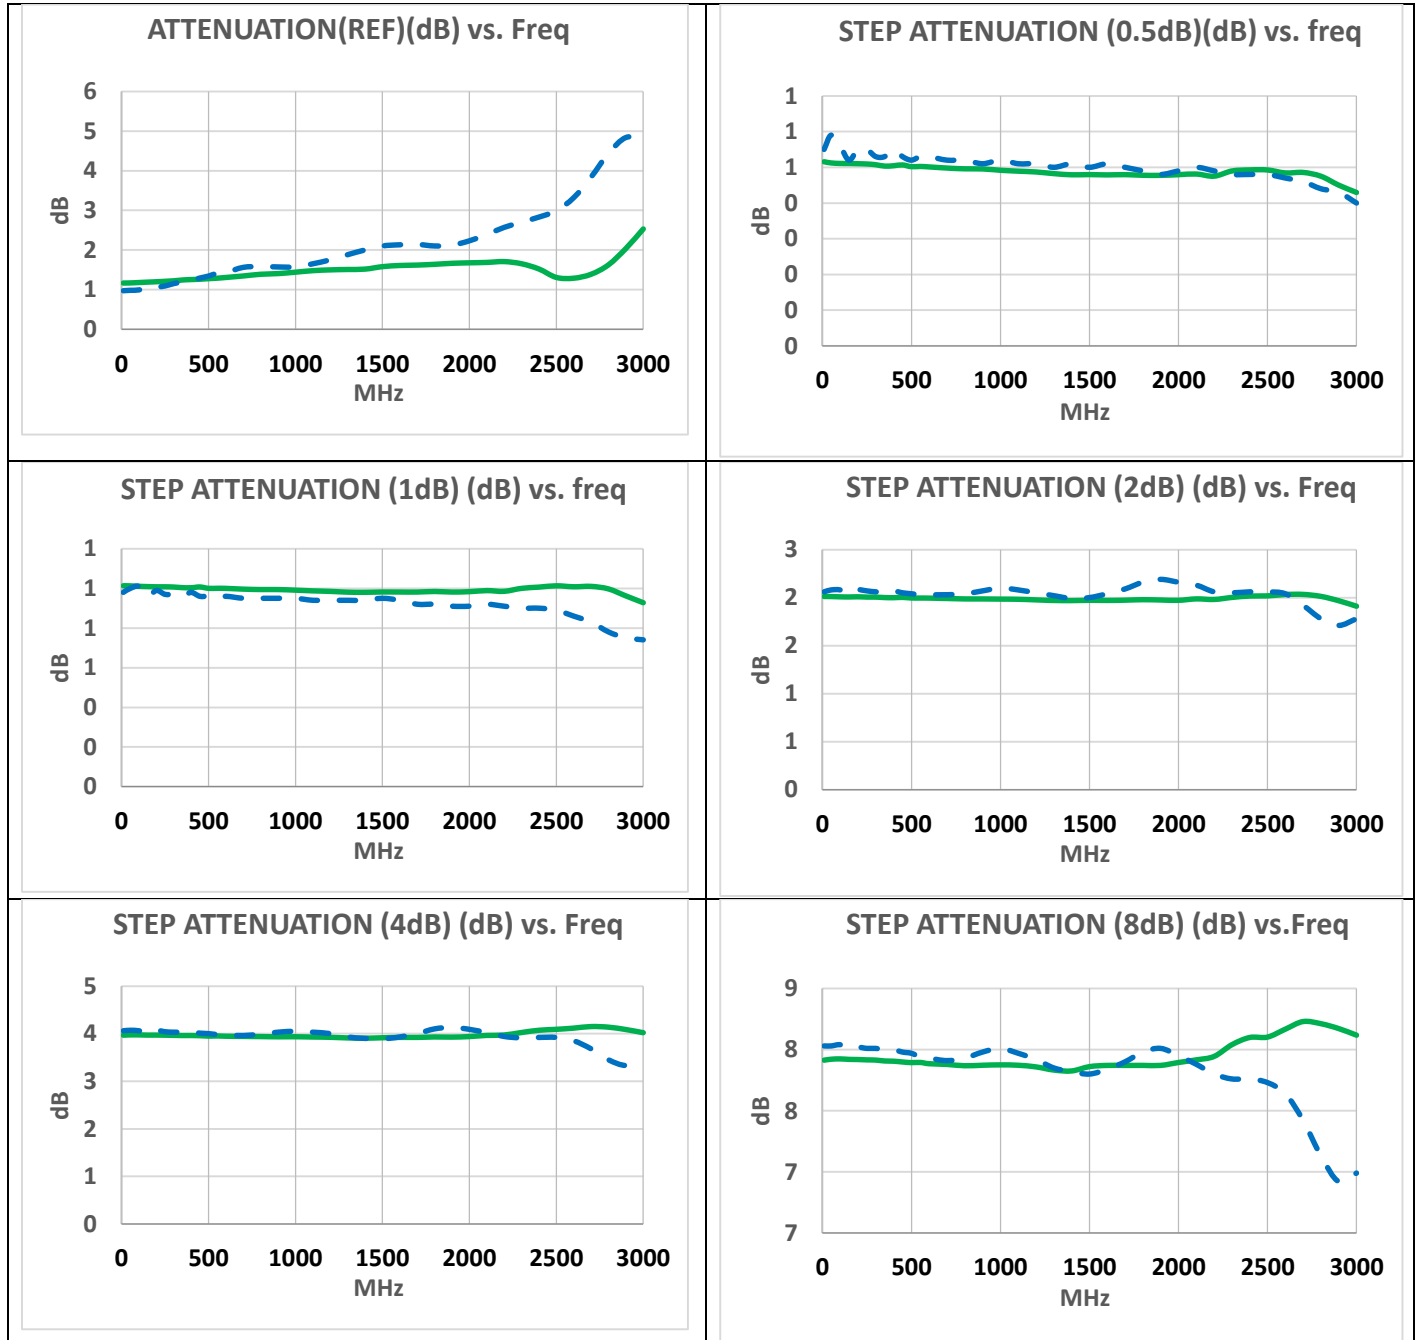 ATTENUATION(REF)(dB) vs. Freq
6
5
4
3
2
1
0
dB
0 500 1000 1500 2000 2500 3000
MHz
STEP ATTENUATION (0.5dB)(dB) vs. freq
1
1
1
0
0
0
0
0
dB
0 500 1000 1500 2000 2500 3000
MHz
STEP ATTENUATION (1dB) (dB) vs. freq
1
1
1
1
0
0
0
dB
0 500 1000 1500 2000 2500 3000
MHz
STEP ATTENUATION (2dB) (dB) vs. Freq
3
2
2
1
1
0
dB
0 500 1000 1500 2000 2500 3000
MHz
STEP ATTENUATION (4dB) (dB) vs. Freq
5
4
3
2
1
0
dB
0 500 1000 1500 2000 2500 3000
MHz
STEP ATTENUATION (8dB) (dB) vs.Freq
9
8
8
7
7
dB
0 500 1000 1500 2000 2500 3000
MHz